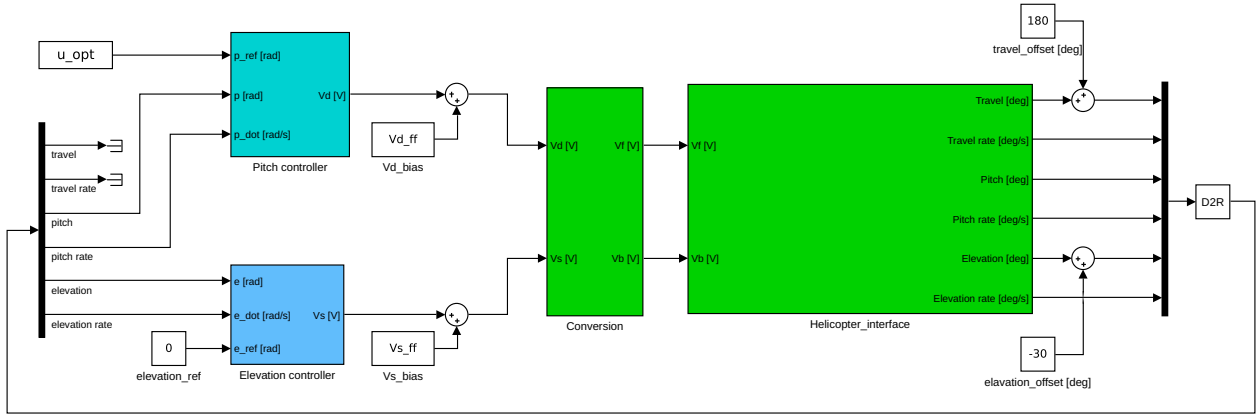 180
travel_offset [deg]
u_opt
p_ref [rad]
p [rad]
Vd [V]
p_dot [rad/s]
Pitch controller
Vd_ff
Vd_bias
travel
travel rate
pitch
pitch rate
elevation
elevation rate
e [rad]
e_dot [rad/s]
Vs [V]
e_ref [rad]
Elevation controller
0
elevation_ref
Vs_ff
Vs_bias
Vd [V]
Vf [V]
Vs [V]
Vb [V]
Conversion
Vf [V]
Vb [V]
Travel [deg]
Travel rate [deg/s]
Pitch [deg]
Pitch rate [deg/s]
Elevation [deg]
Elevation rate [deg/s]
Helicopter_interface
D2R
-30
elavation_offset [deg]